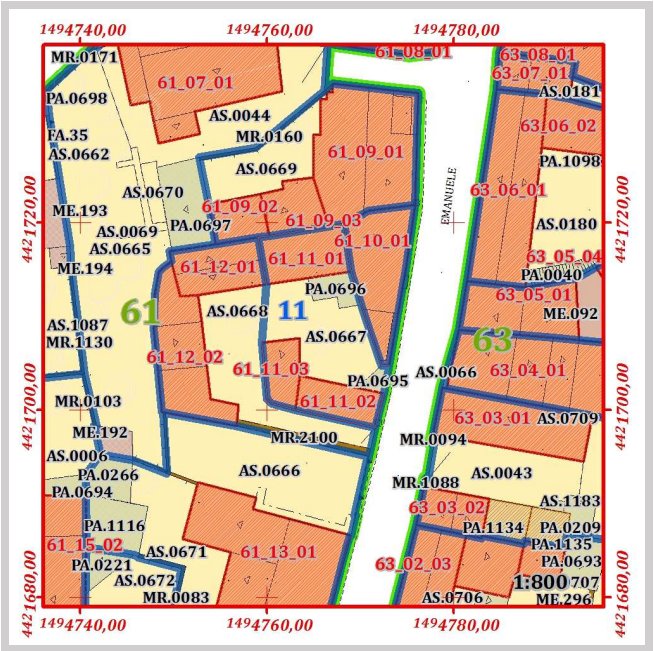 1494740,00 1494760,00 1494780,00
MR.0171
61_08_01
63_08_01
63_07_01
61_07_01
AS.0181
PA.0698
AS.0044
63_06_02
FA.35
MR.0160
AS.0662
61_09_01
PA.1098
AS.0669
AS.0670
63_06_01
EMANUELE
ME.193
61_09_02
4421720,00
4421720,00
PA.0697
61_09_03
AS.0180
AS.0069
61_10_01
AS.0665
63_05_04
ME.194
61_12_01
61_11_01
PA.0040
PA.0696
63_05_01
61
AS.0668
11
ME.092
AS.1087
AS.0667
63
MR.1130
61_12_02
61_11_03
AS.0066
63_04_01
PA.0695
MR.0103
61_11_02
4421700,00
4421700,00
63_03_01
AS.0709
ME.192
MR.2100
MR.0094
AS.0006
AS.0666
AS.0043
PA.0266
MR.1088
PA.0694
AS.1183
63_03_02
PA.1116
PA.1134
PA.0209
61_15_02
AS.0671
61_13_01
PA.1135
PA.0221
63_02_03
PA.0693
AS.0672
1:800
707
MR.0083
AS.0706
ME.296
4421680,00
4421680,00
1494740,00 1494760,00 1494780,00